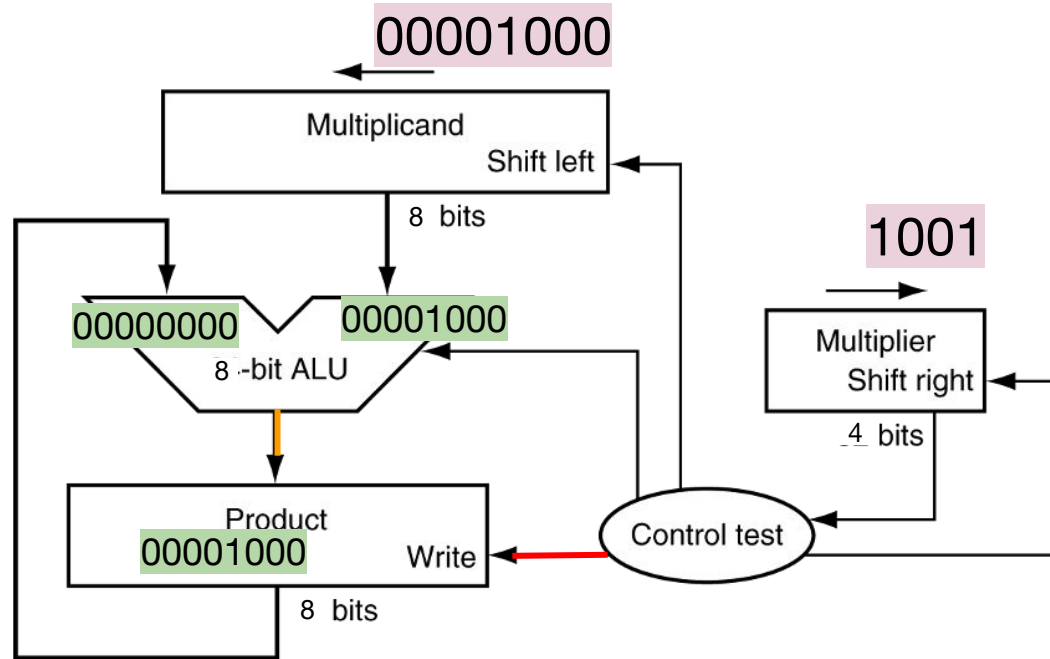 00001000
Multiplicand
Shift left
8 bits
1001
00000000
00001000
8 -bit ALU
Multiplier
Shift right
4 bits
Product
00001000
Write
Control test
8 bits